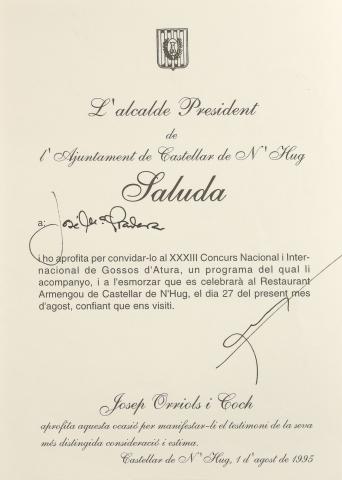 L'alcalde President
de
l'Ajuntament de Castellar de N'Hug
Saluda
a: Josep Mª Pradera
i ho aprofita per convidar-lo al XXXIII Concurs Nacional i Inter-
nacional de Gossos d'Atura, un programa del qual li
acompanyo, i a l'esmorzar que es celebrarà al Restaurant
Armengou de Castellar de N'Hug, el dia 27 del present mes
d'agost, confiant que ens visiti.
Josep Orriols i Coch
aprofita aquesta ocasió per manifestar-li el testimoni de la seva
més distingida consideració i estima.
Castellar de N'Hug, 1 d'agost de 1995